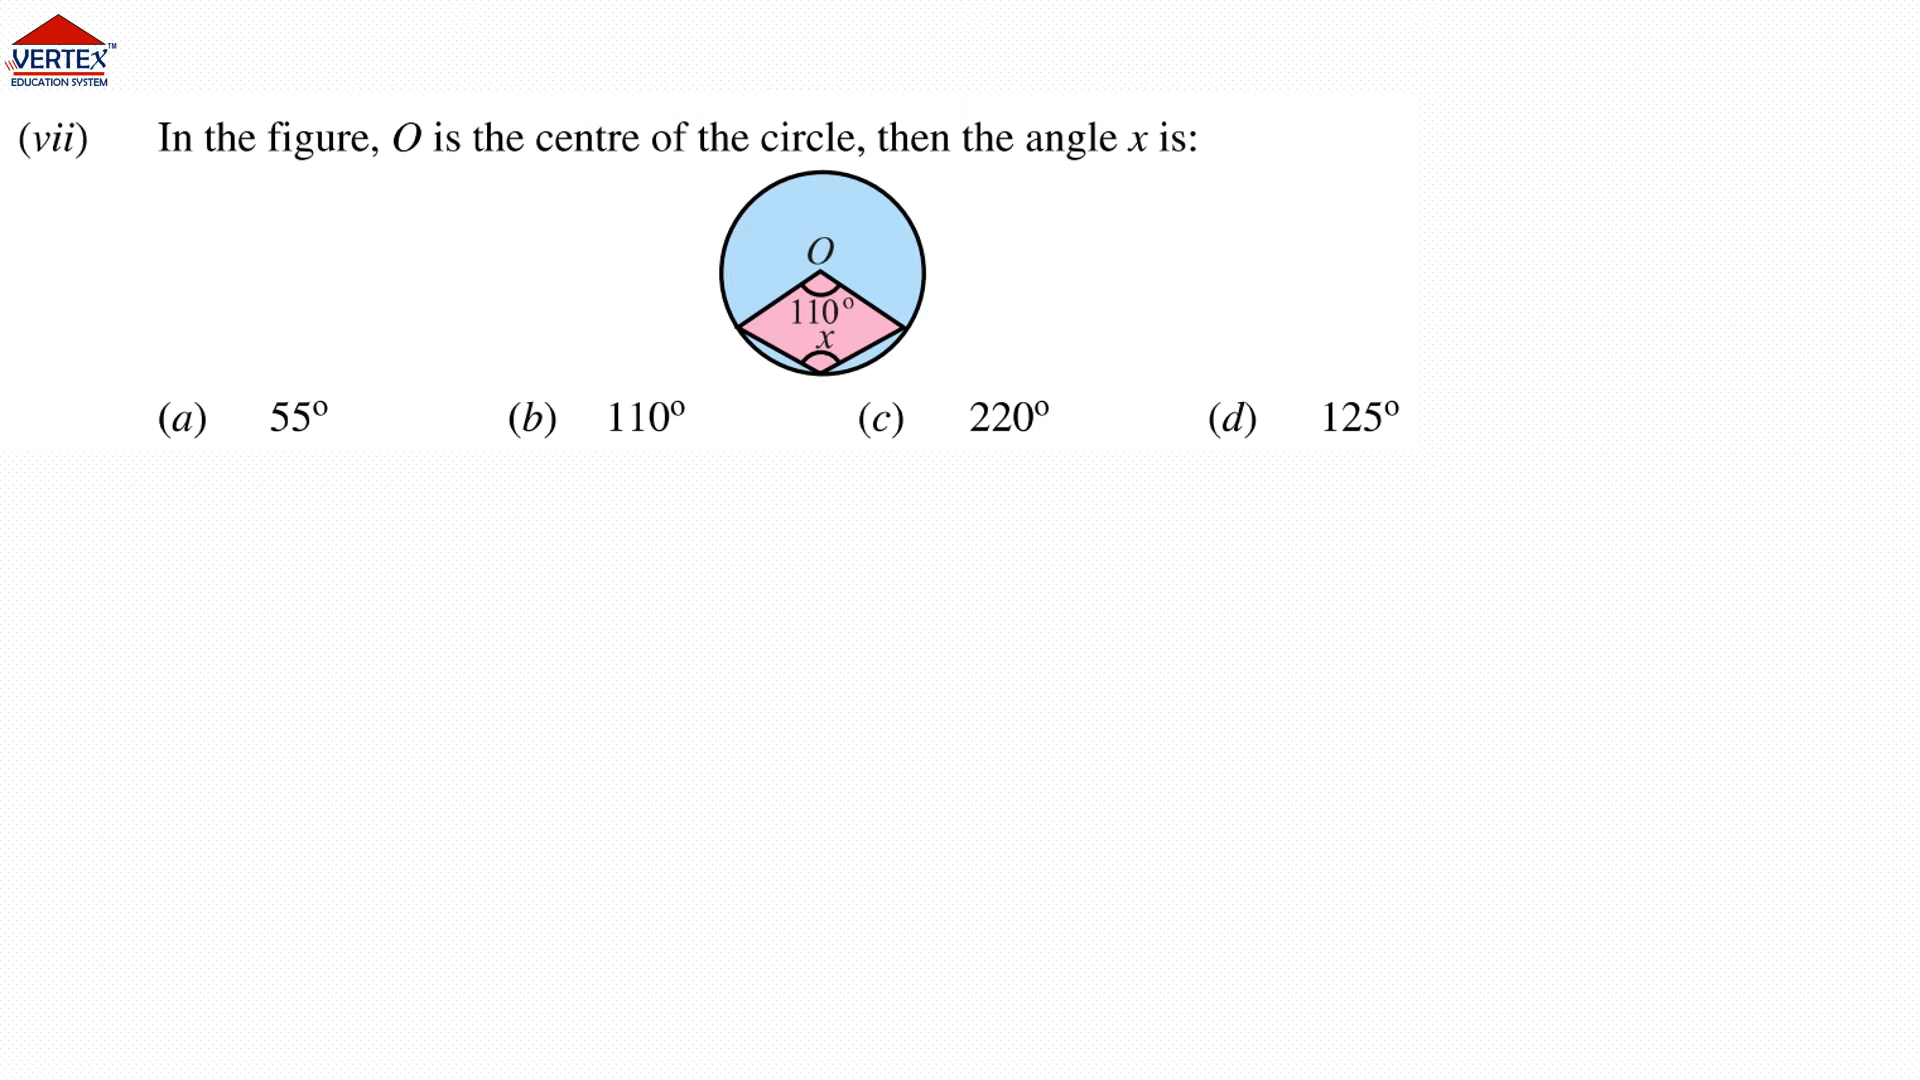 VERTEX™
EDUCATION SYSTEM
(vii) In the figure, O is the centre of the circle, then the angle x is:
O
110°
x
(a) 55° (b) 110° (c) 220° (d) 125°